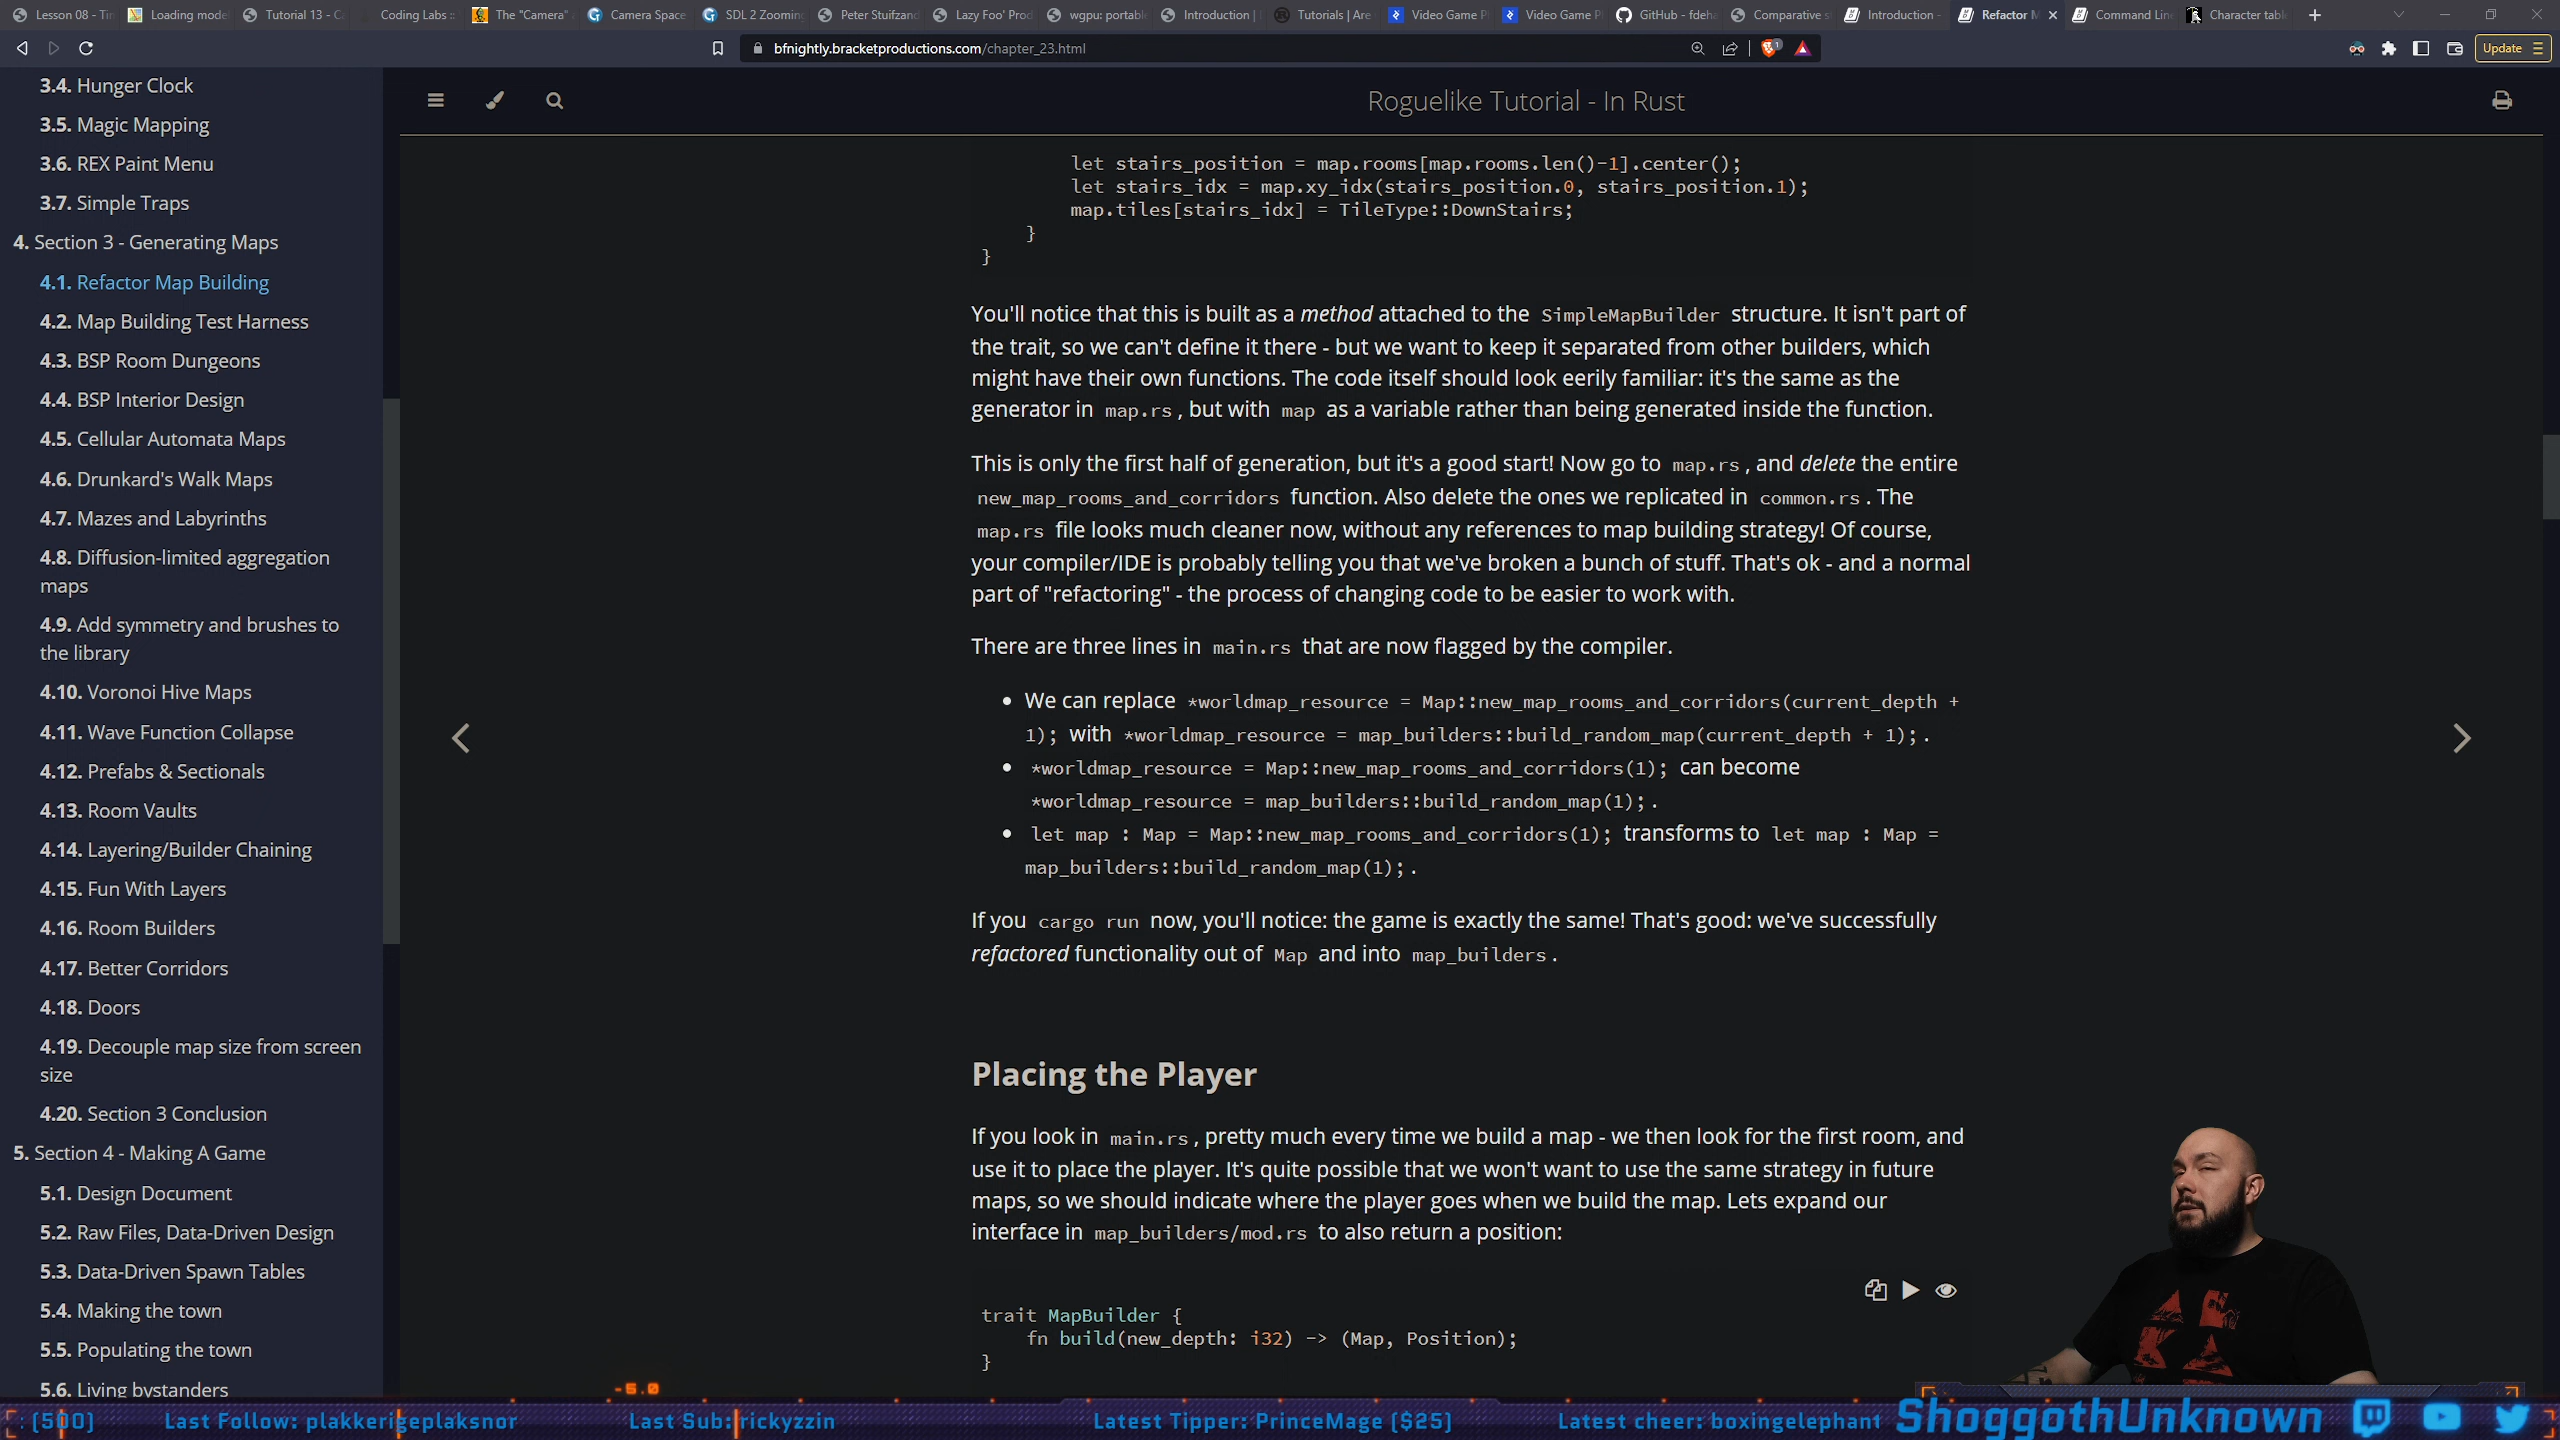 Lesson 08 - Ti
Loading mode
Tutorial 13 - C
Coding Labs ::
The "Camera"
Camera Space
SDL 2 Zooming
Peter Stuifzand
Lazy Foo' Prod
wgpu: portabl
Introduction |
Tutorials | Are
Video Game P
Video Game P
GitHub - fdeh
Comparative s
Introduction -
Refactor M
Command Lin
Character tabl
bfnightly.bracketproductions.com/chapter_23.html
Update
3.4. Hunger Clock
3.5. Magic Mapping
3.6. REX Paint Menu
3.7. Simple Traps
4. Section 3 - Generating Maps
4.1. Refactor Map Building
4.2. Map Building Test Harness
4.3. BSP Room Dungeons
4.4. BSP Interior Design
4.5. Cellular Automata Maps
4.6. Drunkard's Walk Maps
4.7. Mazes and Labyrinths
4.8. Diffusion-limited aggregation
maps
4.9. Add symmetry and brushes to
the library
4.10. Voronoi Hive Maps
4.11. Wave Function Collapse
4.12. Prefabs & Sectionals
4.13. Room Vaults
4.14. Layering/Builder Chaining
4.15. Fun With Layers
4.16. Room Builders
4.17. Better Corridors
4.18. Doors
4.19. Decouple map size from screen
size
4.20. Section 3 Conclusion
5. Section 4 - Making A Game
5.1. Design Document
5.2. Raw Files, Data-Driven Design
5.3. Data-Driven Spawn Tables
5.4. Making the town
5.5. Populating the town
5.6. Living bystanders
Roguelike Tutorial - In Rust
let stairs_position = map.rooms[map.rooms.len()-1].center();
let stairs_idx = map.xy_idx(stairs_position.0, stairs_position.1);
map.tiles[stairs_idx] = TileType::DownStairs;
}
}
You'll notice that this is built as a method attached to the SimpleMapBuilder structure. It isn't part of
the trait, so we can't define it there - but we want to keep it separated from other builders, which
might have their own functions. The code itself should look eerily familiar: it's the same as the
generator in map.rs, but with map as a variable rather than being generated inside the function.
This is only the first half of generation, but it's a good start! Now go to map.rs, and delete the entire
new_map_rooms_and_corridors function. Also delete the ones we replicated in common.rs. The
map.rs file looks much cleaner now, without any references to map building strategy! Of course,
your compiler/IDE is probably telling you that we've broken a bunch of stuff. That's ok - and a normal
part of "refactoring" - the process of changing code to be easier to work with.
There are three lines in main.rs that are now flagged by the compiler.
• We can replace *worldmap_resource = Map::new_map_rooms_and_corridors(current_depth +
1); with *worldmap_resource = map_builders::build_random_map(current_depth + 1);.
• *worldmap_resource = Map::new_map_rooms_and_corridors(1); can become
*worldmap_resource = map_builders::build_random_map(1);.
• let map : Map = Map::new_map_rooms_and_corridors(1); transforms to let map : Map =
map_builders::build_random_map(1);.
If you cargo run now, you'll notice: the game is exactly the same! That's good: we've successfully
refactored functionality out of Map and into map_builders.
Placing the Player
If you look in main.rs, pretty much every time we build a map - we then look for the first room, and
use it to place the player. It's quite possible that we won't want to use the same strategy in future
maps, so we should indicate where the player goes when we build the map. Lets expand our
interface in map_builders/mod.rs to also return a position:
trait MapBuilder {
fn build(new_depth: i32) -> (Map, Position);
}
-5.0
[500]
Last Follow: plakkerigeplaksnor
Last Sub: rickyzzin
Latest Tipper: PrinceMage [$25]
Latest cheer: boxingelephant
ShoggothUnknown